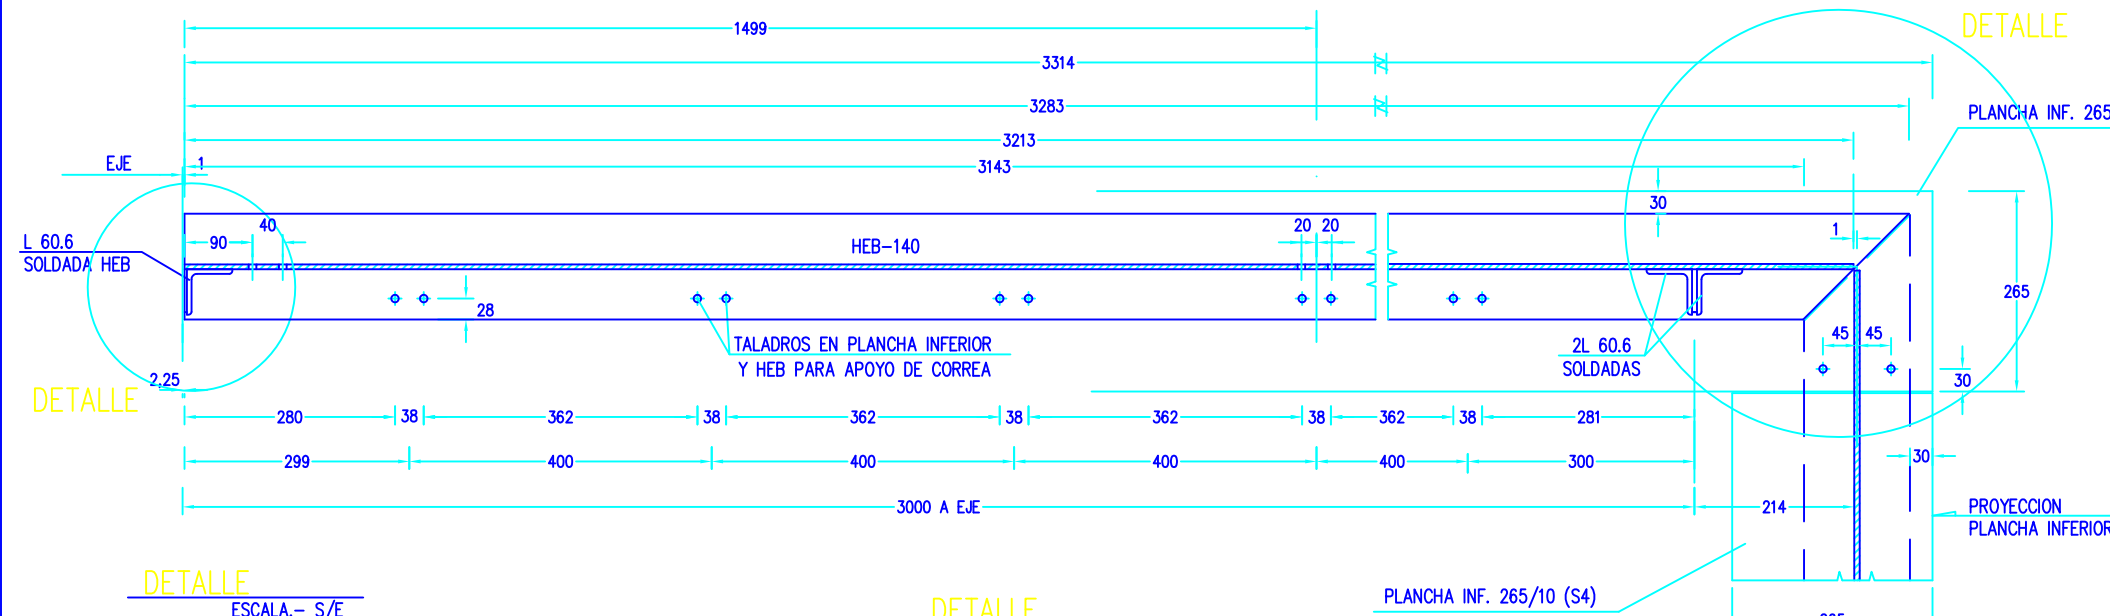 1499
DETALLE
3314
3283
PLANCHA INF. 265
3213
EJE
1
3143
30
40
20
20
1
90
L 60.6
SOLDADA HEB
HEB-140
265
28
45
45
TALADROS EN PLANCHA INFERIOR
Y HEB PARA APOYO DE CORREA
2L 60.6
SOLDADAS
2,25
30
DETALLE
280
38
362
38
362
38
362
38
362
38
281
299
400
400
400
400
300
30
3000 A EJE
214
PROYECCION
PLANCHA INFERIOR
DETALLE
ESCALA.- S/E
DETALLE
PLANCHA INF. 265/10 (S4)